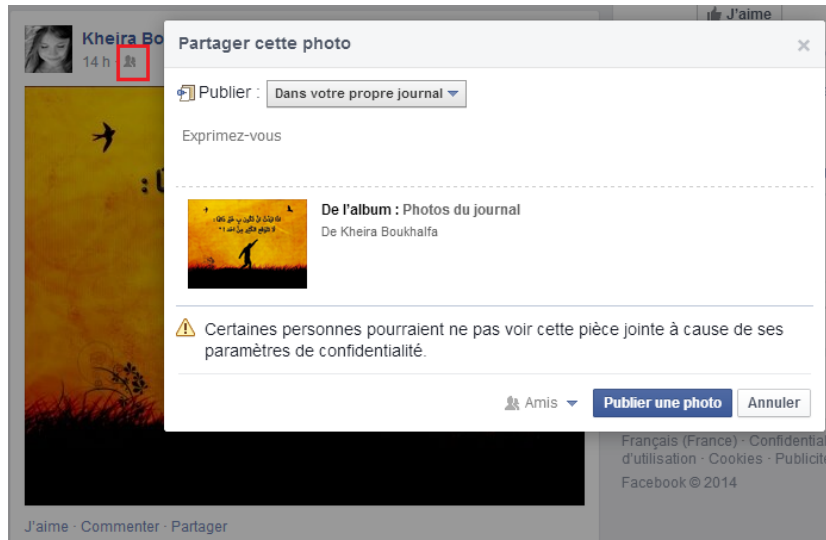 J'aime
Kheira Bo
14 h ·
Partager cette photo
Publier :
Dans votre propre journal
Exprimez-vous
De l'album : Photos du journal
De Kheira Boukhalfa
Certaines personnes pourraient ne pas voir cette pièce jointe à cause de ses
paramètres de confidentialité.
Amis
Publier une photo
Annuler
Français (France) · Confidential
d'utilisation · Cookies · Publicité
Facebook © 2014
J'aime · Commenter · Partager